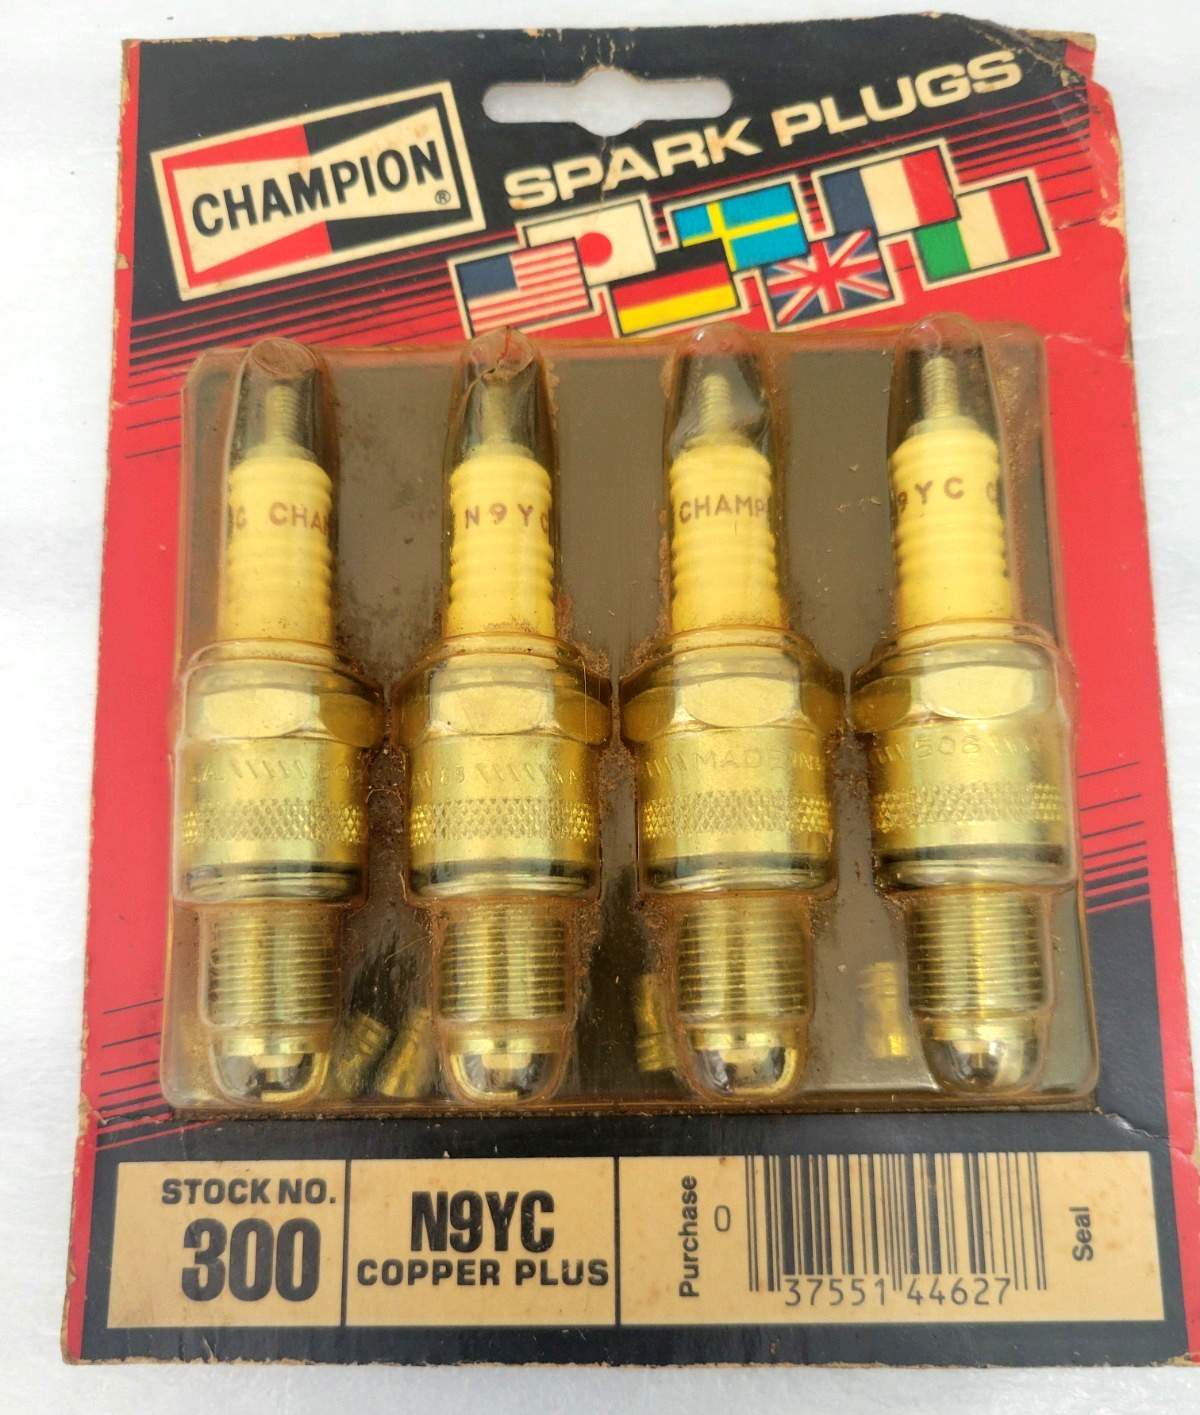 CHAMPION
®
SPARK PLUGS
CHAM
N9YC
CHAMP
9YC C
MADE IN
508
STOCK NO.
300
N9YC
COPPER PLUS
Purchase
Seal
0 37551 44627